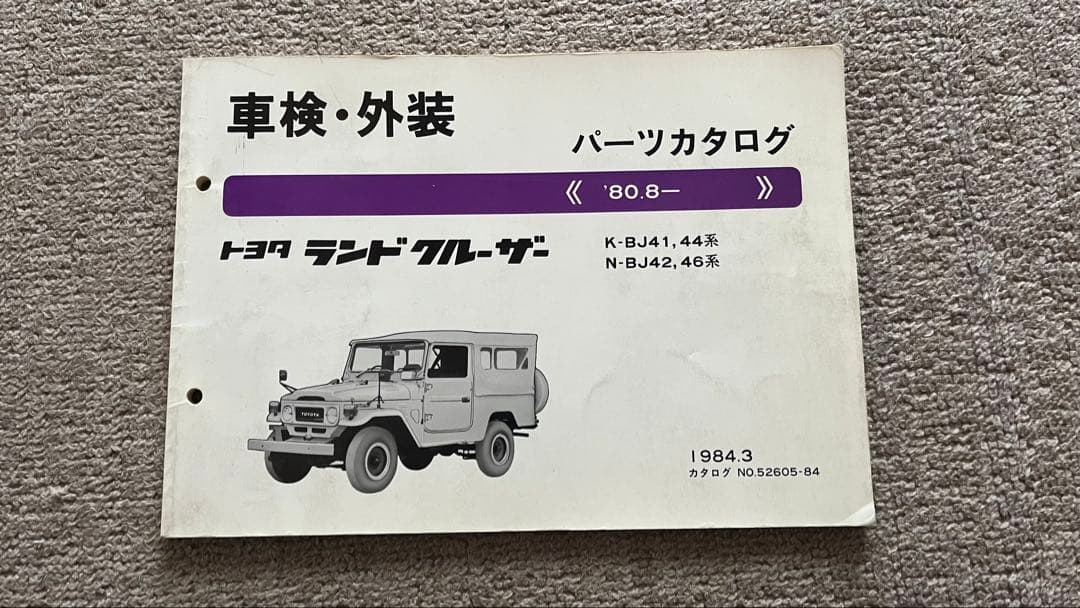 車検・外装
パーツカタログ
《 '80.8— 》
トヨタ ランドクルーザー
K-BJ41,44系
N-BJ42,46系
TOYOTA
1984.3
カタログ NO.52605-84